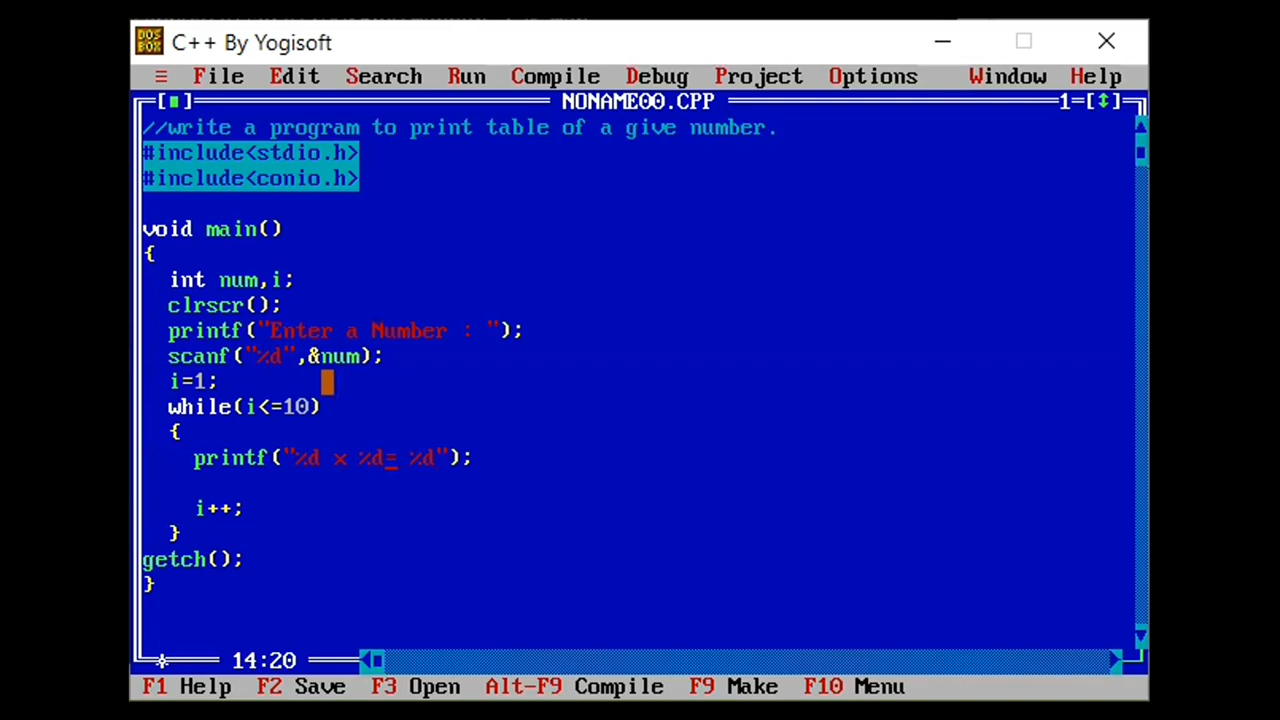 DOS BOX C++ By Yogisoft
≡ File Edit Search Run Compile Debug Project Options Window Help
[■] NONAME00.CPP 1=[↕]
//write a program to print table of a give number.
#include<stdio.h>
#include<conio.h>
void main()
{
int num,i;
clrscr();
printf("Enter a Number : ");
scanf("%d",&num);
i=1;
while(i<=10)
{
printf("%d x %d= %d");
i++;
}
getch();
}
14:20
F1 Help F2 Save F3 Open Alt-F9 Compile F9 Make F10 Menu